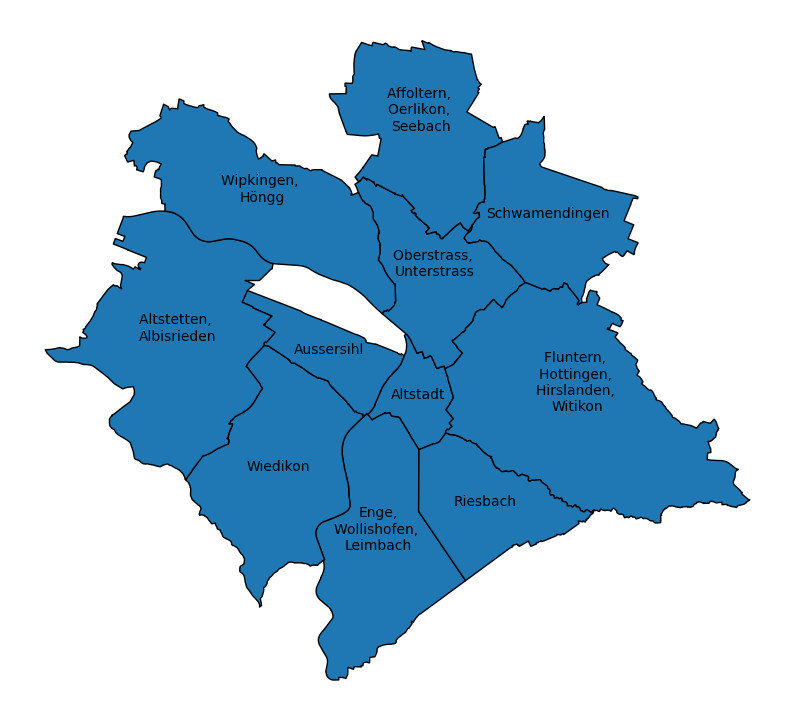 Affoltern,
Oerlikon,
Seebach
Wipkingen,
Höngg
Schwamendingen
Oberstrass,
Unterstrass
Altstetten,
Albisrieden
Aussersihl
Fluntern,
Hottingen,
Hirslanden,
Witikon
Altstadt
Wiedikon
Riesbach
Enge,
Wollishofen,
Leimbach